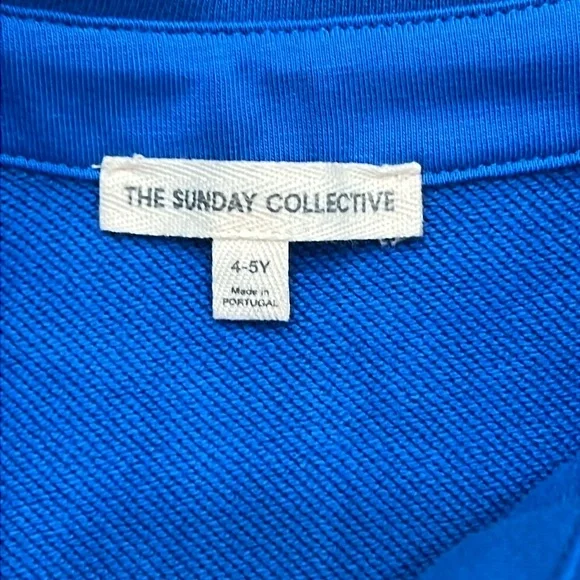 THE SUNDAY COLLECTIVE
4-5Y
Made in
PORTUGAL